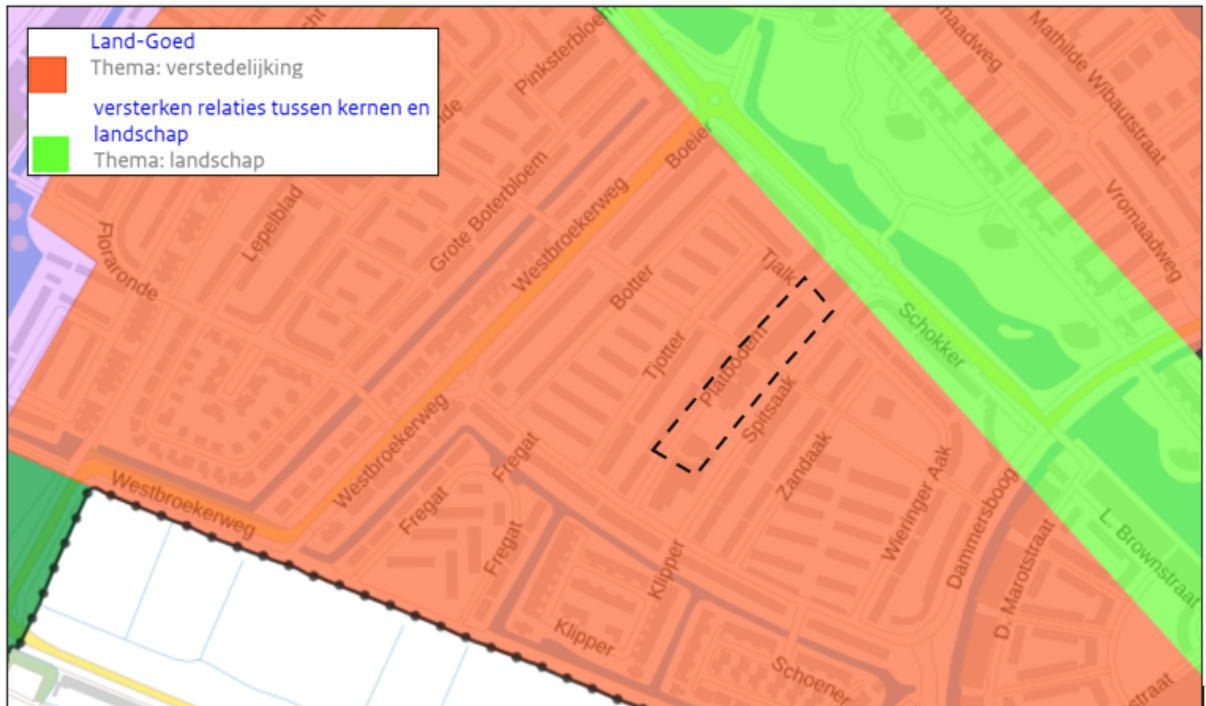 Land-Goed
Thema: verstedelijking
versterken relaties tussen kernen en
landschap
Thema: landschap
Pinksterbloem
Mathilde Wibautstraat
Boeier
Lepelblad
Grote Boterbloem
Westbroekerweg
Vromaadweg
Floraronde
Botter
Tjalk
Schokker
Tjotter
Platbodem
Spitsaak
Westbroekerweg
Fregat
Zandaak
Wieringer Aak
Westbroekerweg
Fregat
Dammersboog
L. Brownstraat
Fregat
Klipper
D. Marotstraat
Klipper
Schoener
straat